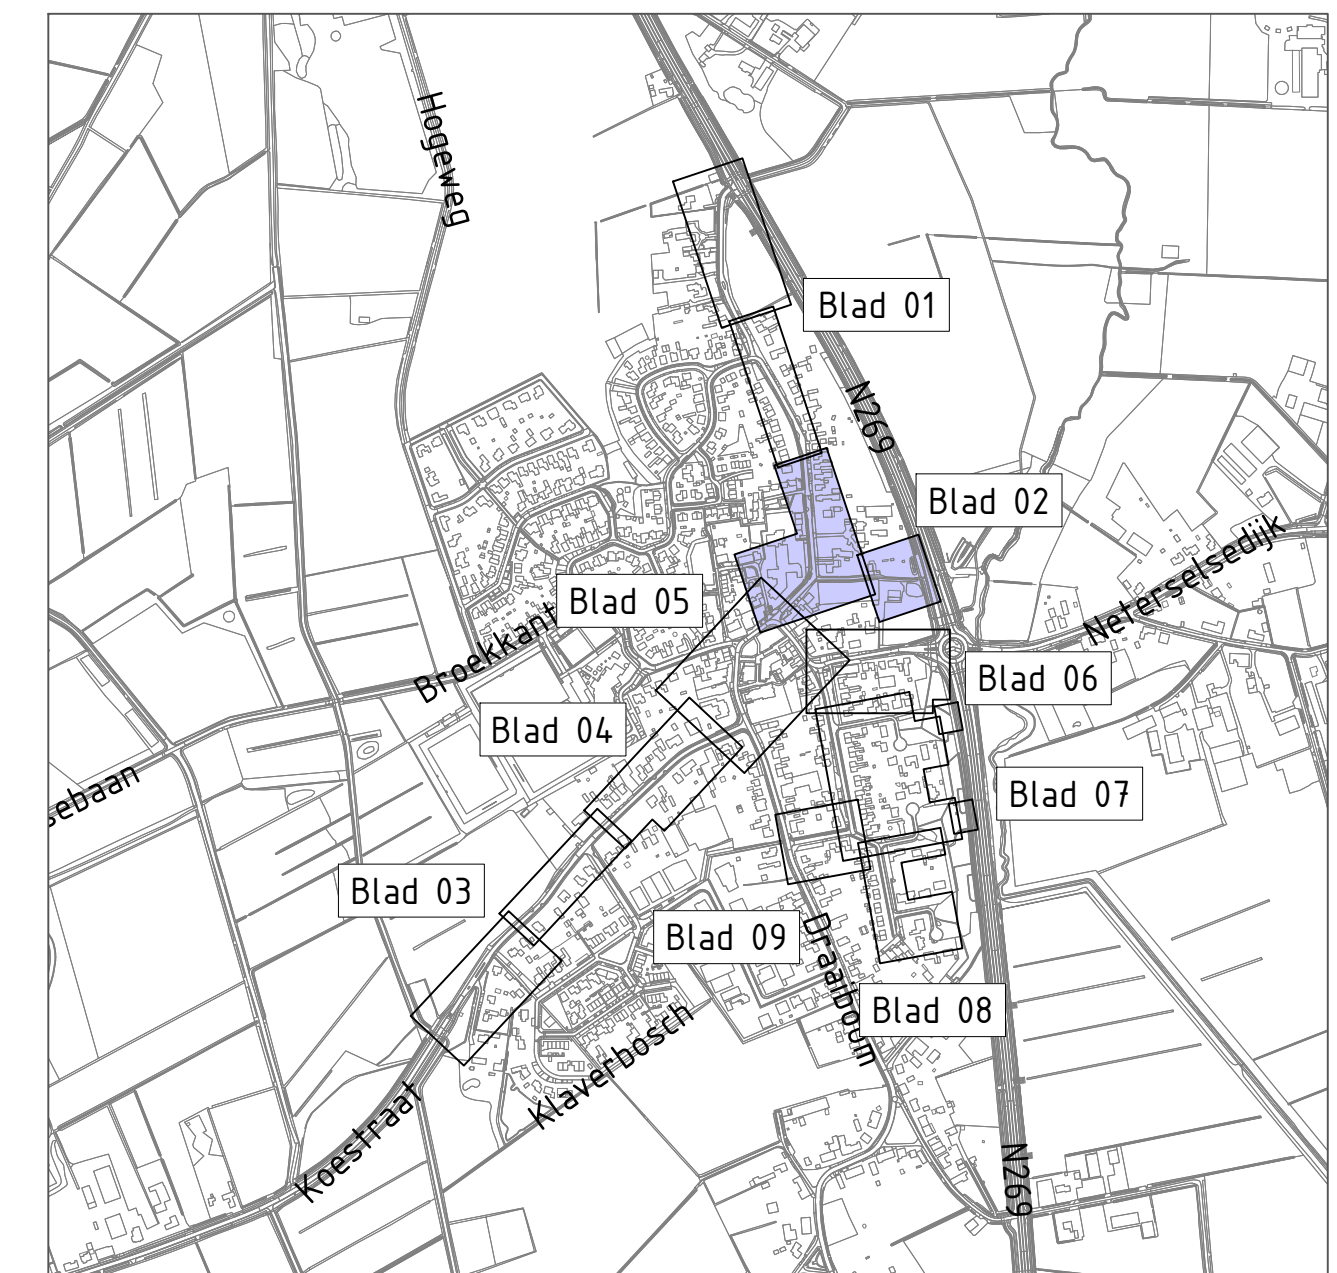 Hogeweg
Blad 01
N269
Blad 02
Neterselsedijk
Blad 05
Broekkant
Blad 06
Blad 04
sebaan
Blad 07
Blad 03
Blad 09
Draaiboom
Blad 08
Klaverbosch
Koestraat
N269